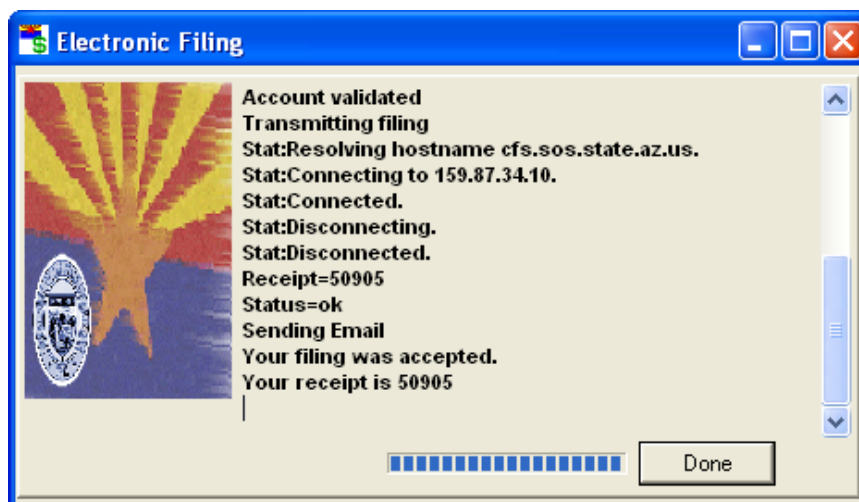 Electronic Filing
Account validated
Transmitting filing
Stat:Resolving hostname cfs.sos.state.az.us.
Stat:Connecting to 159.87.34.10.
Stat:Connected.
Stat:Disconnecting.
Stat:Disconnected.
Receipt=50905
Status=ok
Sending Email
Your filing was accepted.
Your receipt is 50905
Done